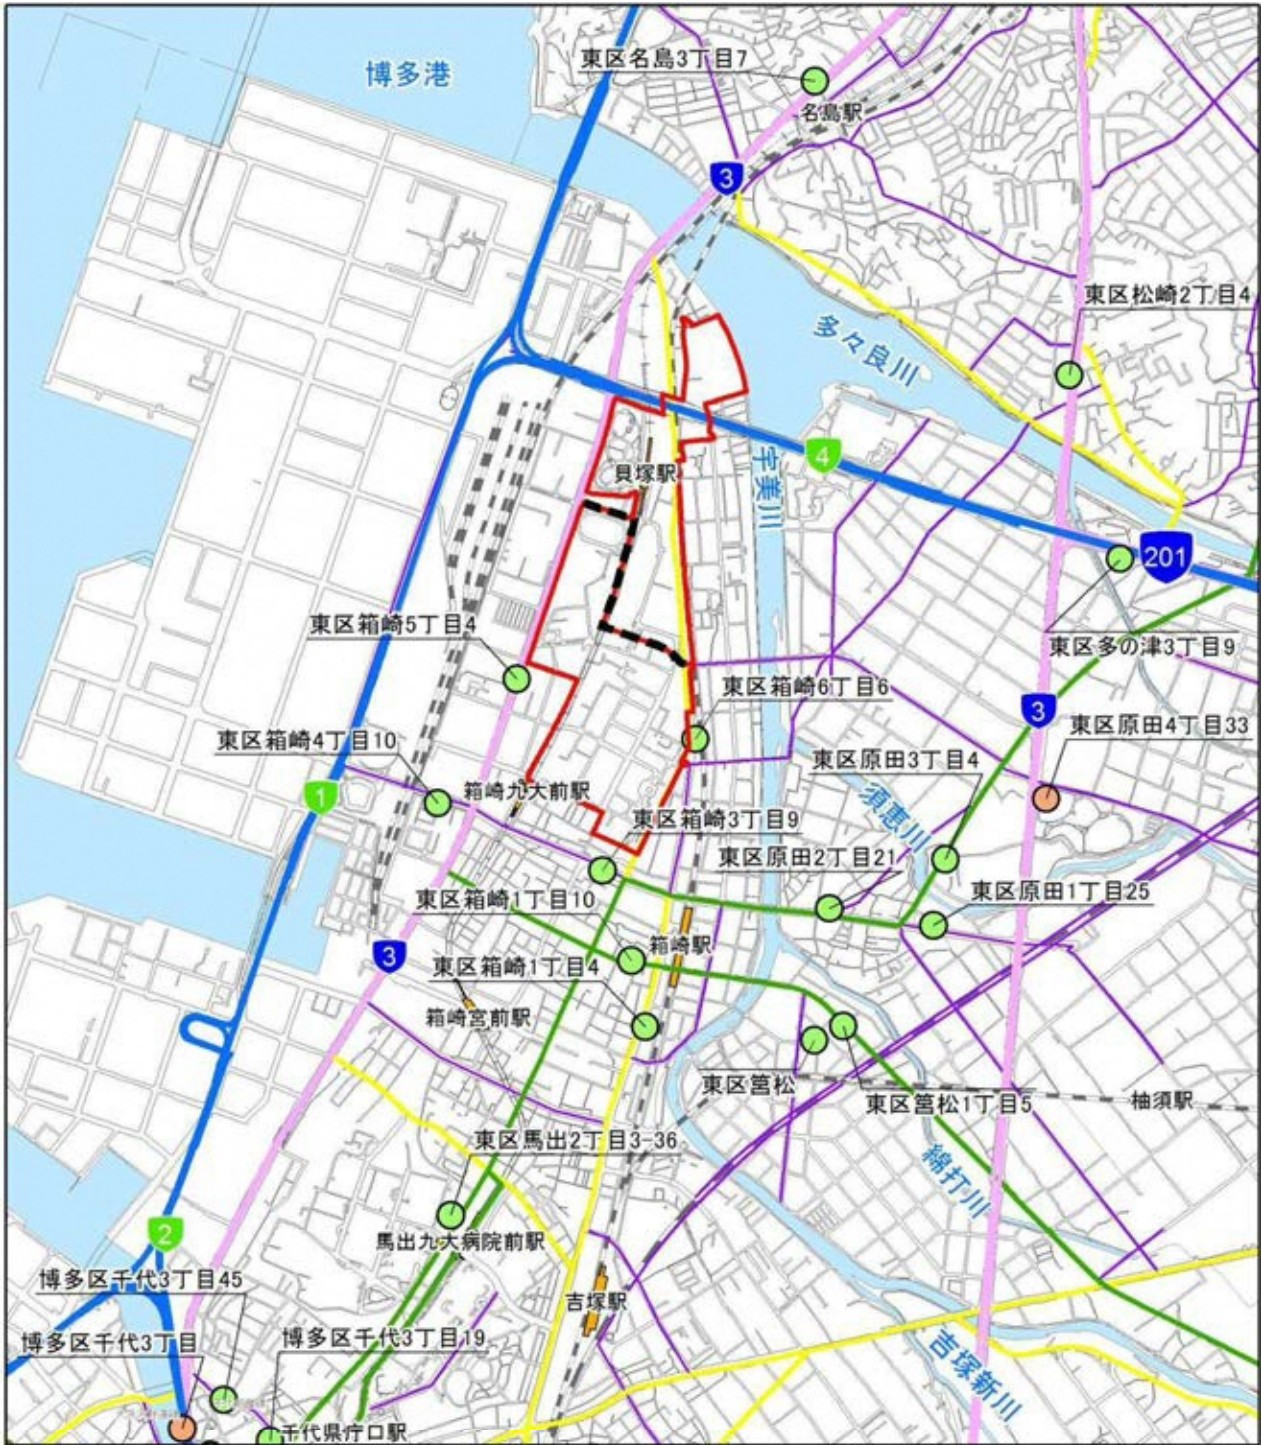 博多港
東区名島3丁目7
名島駅
3
東区松崎2丁目4
多々良川
4
貝塚駅
宇美川
201
東区箱崎5丁目4
東区多の津3丁目9
東区箱崎6丁目6
3
東区原田4丁目33
東区箱崎4丁目10
東区原田3丁目4
1
箱崎九大前駅
須恵川
東区箱崎3丁目9
東区原田2丁目21
東区原田1丁目25
東区箱崎1丁目10
箱崎駅
3
東区箱崎1丁目4
箱崎宮前駅
東区筥松
東区筥松1丁目5
柚須駅
東区馬出2丁目3-36
綿打川
2
馬出九大病院前駅
博多区千代3丁目45
吉塚駅
博多区千代3丁目
博多区千代3丁目19
吉塚新川
千代県庁口駅